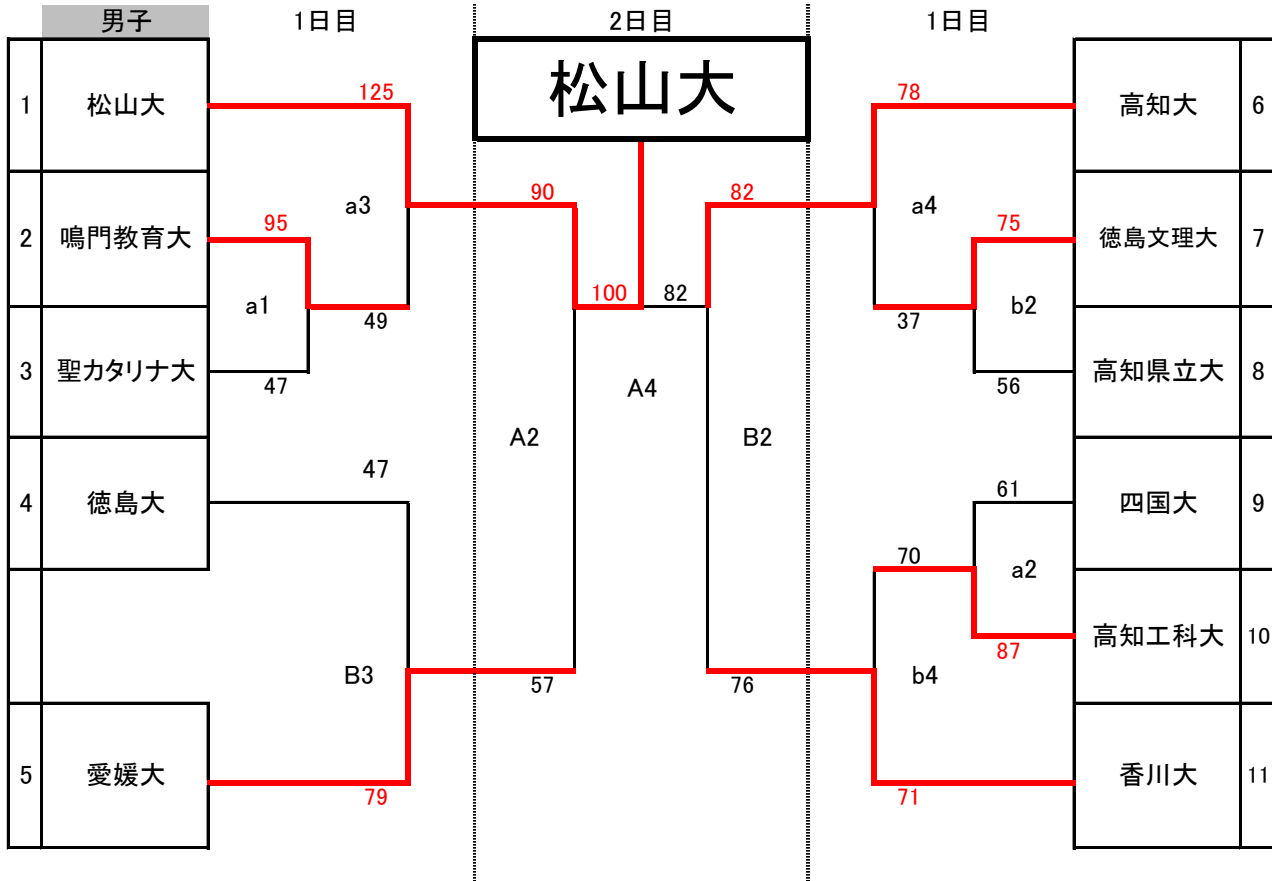 男子 1日目 2日目 1日目
松山大
1 松山大 125 78 高知大 6
90 82
a3 a4
2 鳴門教育大 95 75 徳島文理大 7
100 82
a1 49 37 b2
3 聖カタリナ大 47 56 高知県立大 8
A4
A2 B2
47
4 徳島大 61 四国大 9
70 a2
87 高知工科大 10
B3 57 76 b4
5 愛媛大 79 71 香川大 11